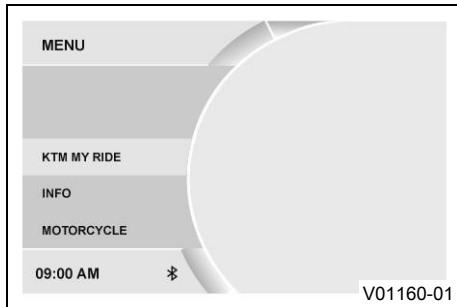 MENU
KTM MY RIDE
INFO
MOTORCYCLE
09:00 AM
V01160-01